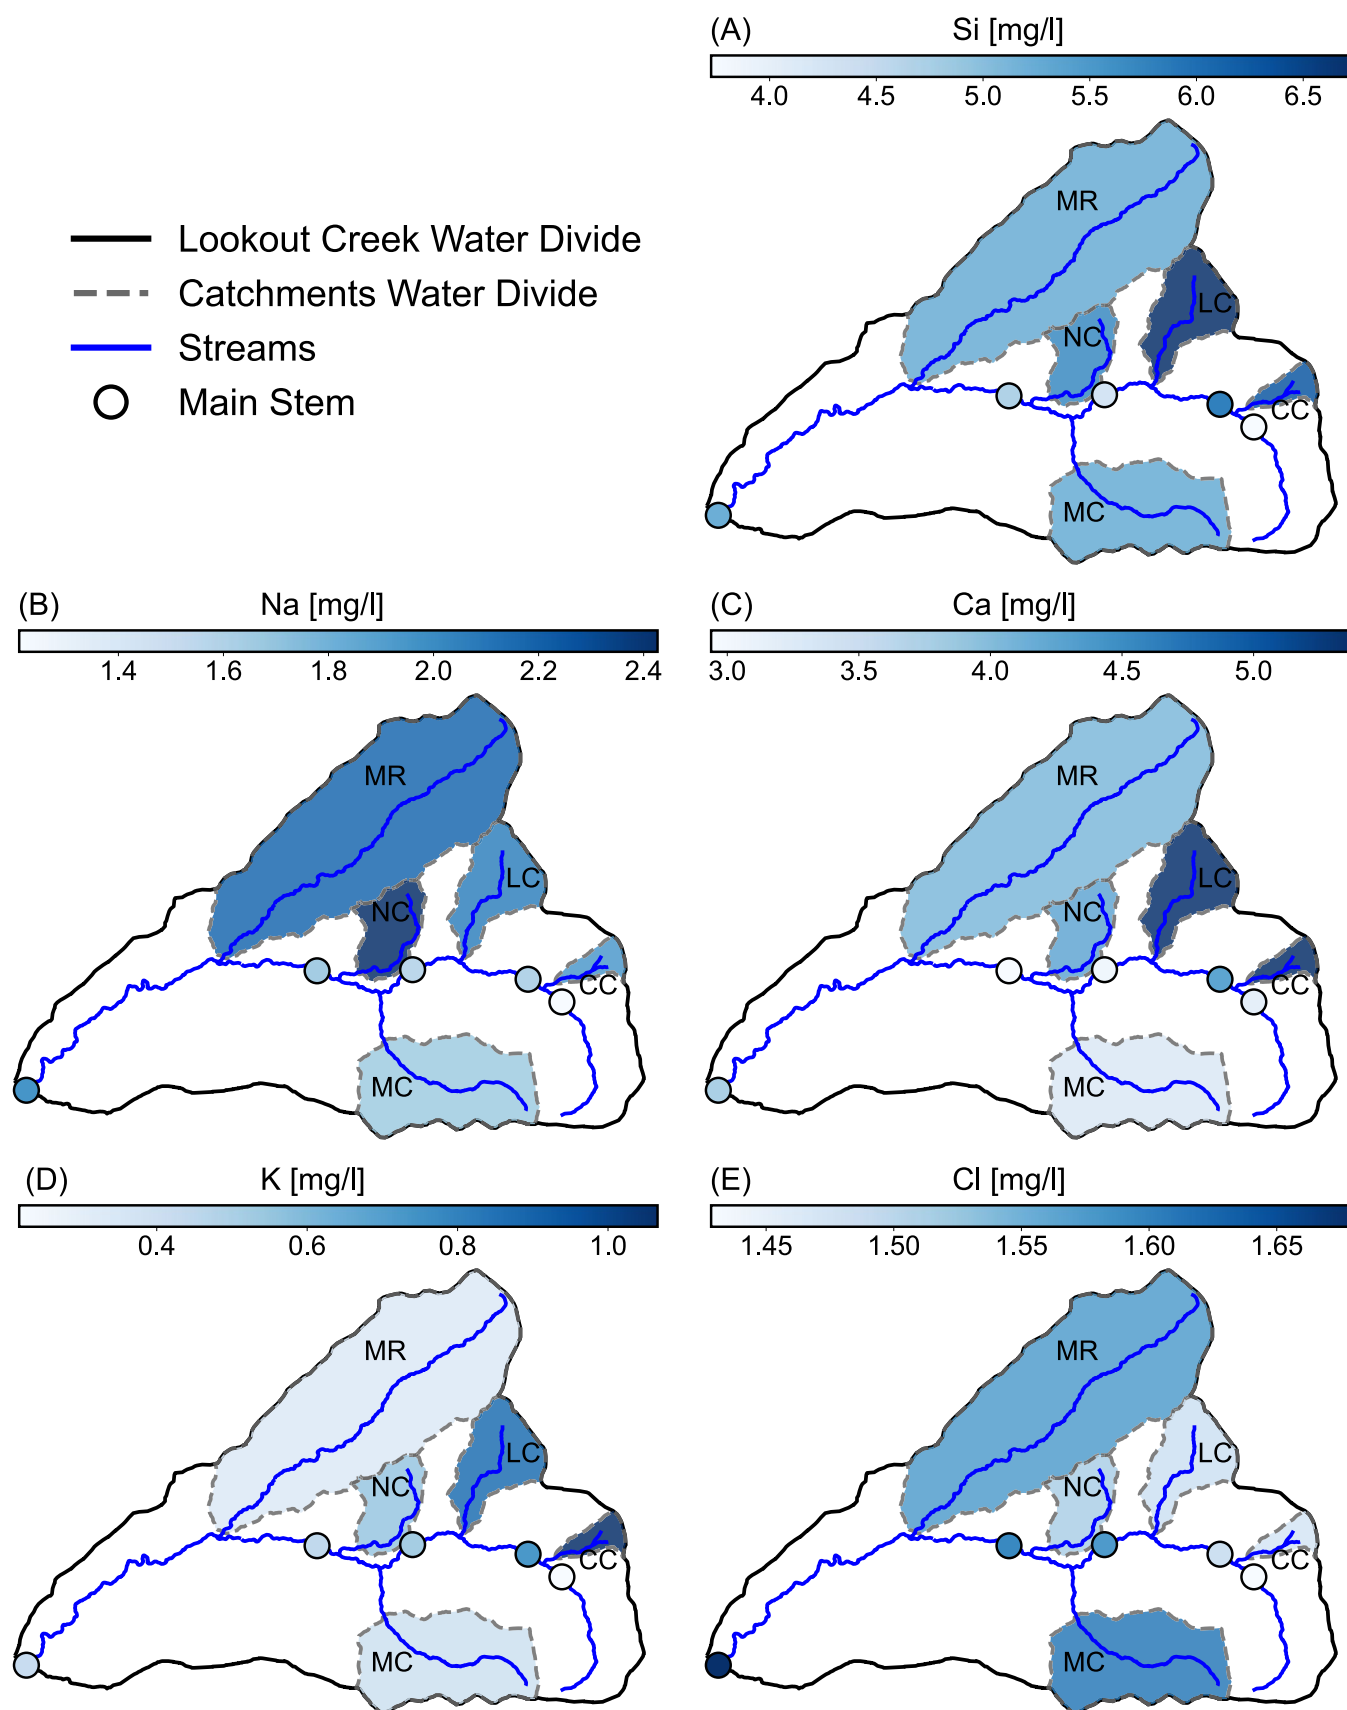 (A) Si [mg/l]
4.0 4.5 5.0 5.5 6.0 6.5
MR
LC
NC
CC
MC
Lookout Creek Water Divide
Catchments Water Divide
Streams
Main Stem
(B) Na [mg/l]
1.4 1.6 1.8 2.0 2.2 2.4
MR
LC
NC
CC
MC
(C) Ca [mg/l]
3.0 3.5 4.0 4.5 5.0
MR
LC
NC
CC
MC
(D) K [mg/l]
0.4 0.6 0.8 1.0
MR
LC
NC
CC
MC
(E) Cl [mg/l]
1.45 1.50 1.55 1.60 1.65
MR
LC
NC
CC
MC